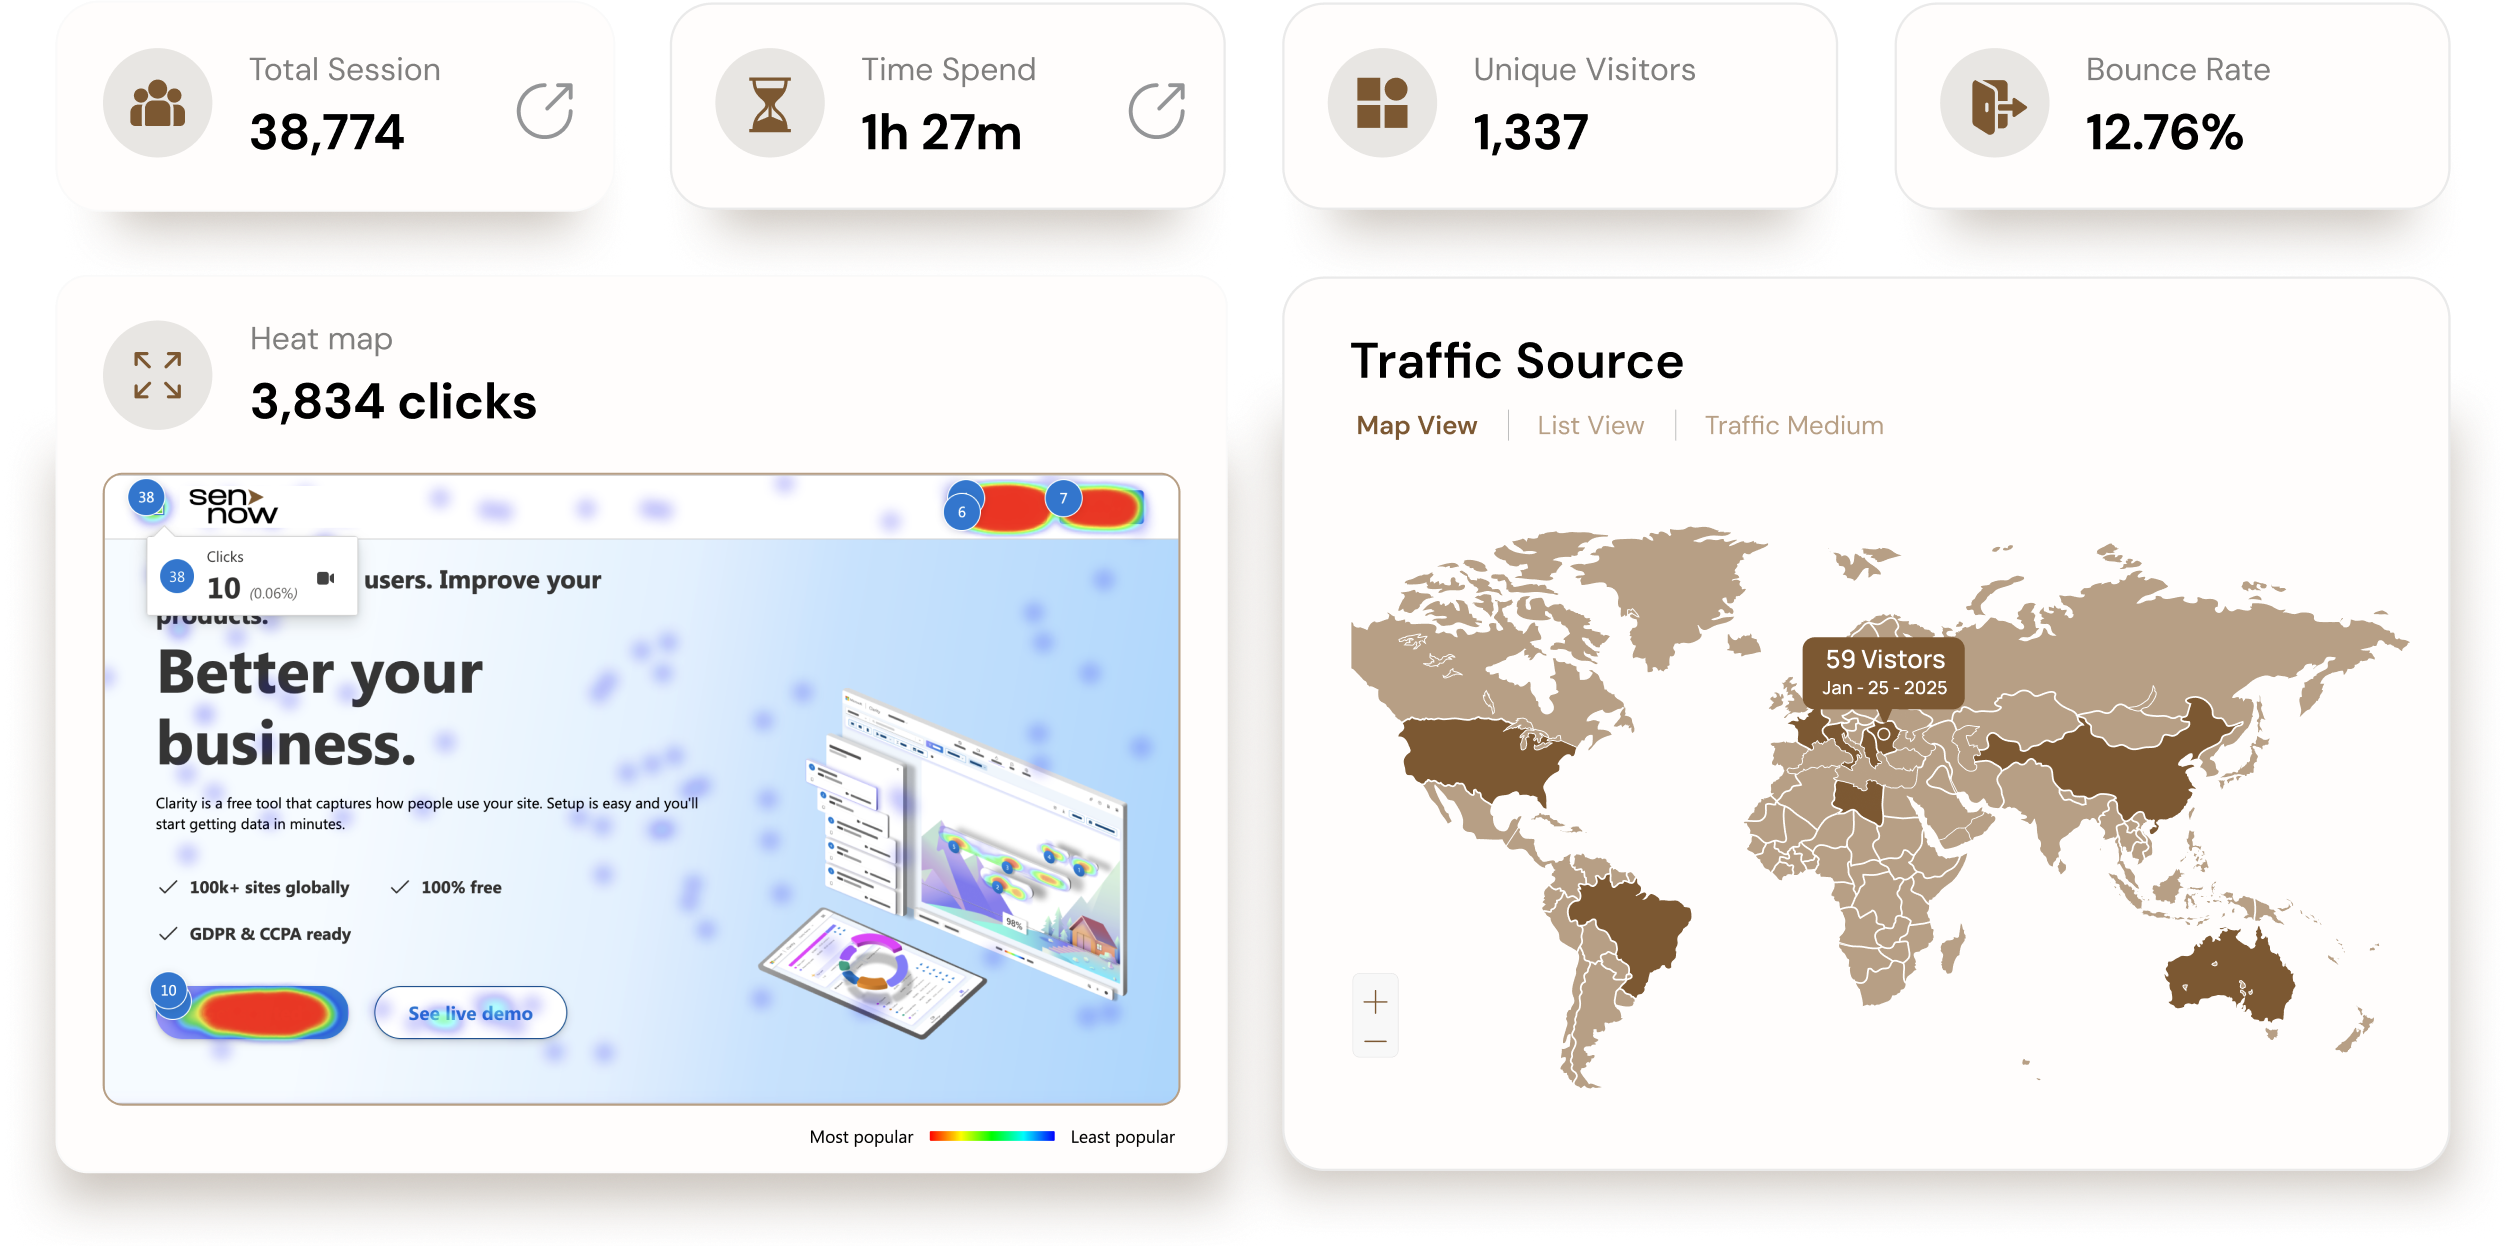 Total Session
38,774
Time Spend
1h 27m
Unique Visitors
1,337
Bounce Rate
12.76%
Heat map
3,834 clicks
38
sen
now
6
7
Clicks
38
10 (0.06%)
users. Improve your
products.
Better your
business.
Clarity is a free tool that captures how people use your site. Setup is easy and you'll
start getting data in minutes.
100k+ sites globally
100% free
GDPR & CCPA ready
98%
10
See live demo
Most popular
Least popular
Traffic Source
Map View
List View
Traffic Medium
59 Vistors
Jan - 25 - 2025